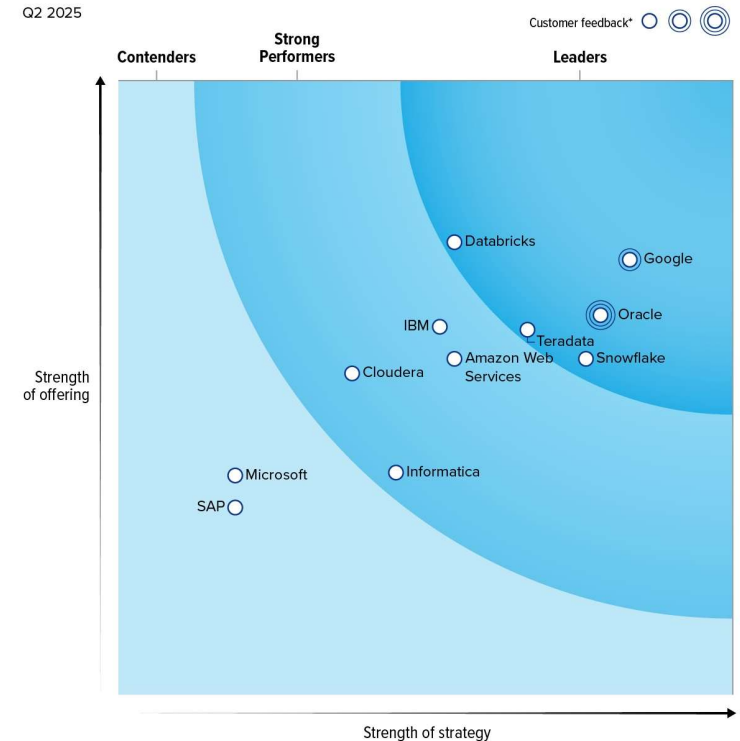 Q2 2025
Customer feedback*
Contenders
Strong
Performers
Leaders
Databricks
Google
Oracle
IBM
Teradata
Amazon Web
Services
Snowflake
Cloudera
Strength
of offering
Microsoft
Informatica
SAP
Strength of strategy